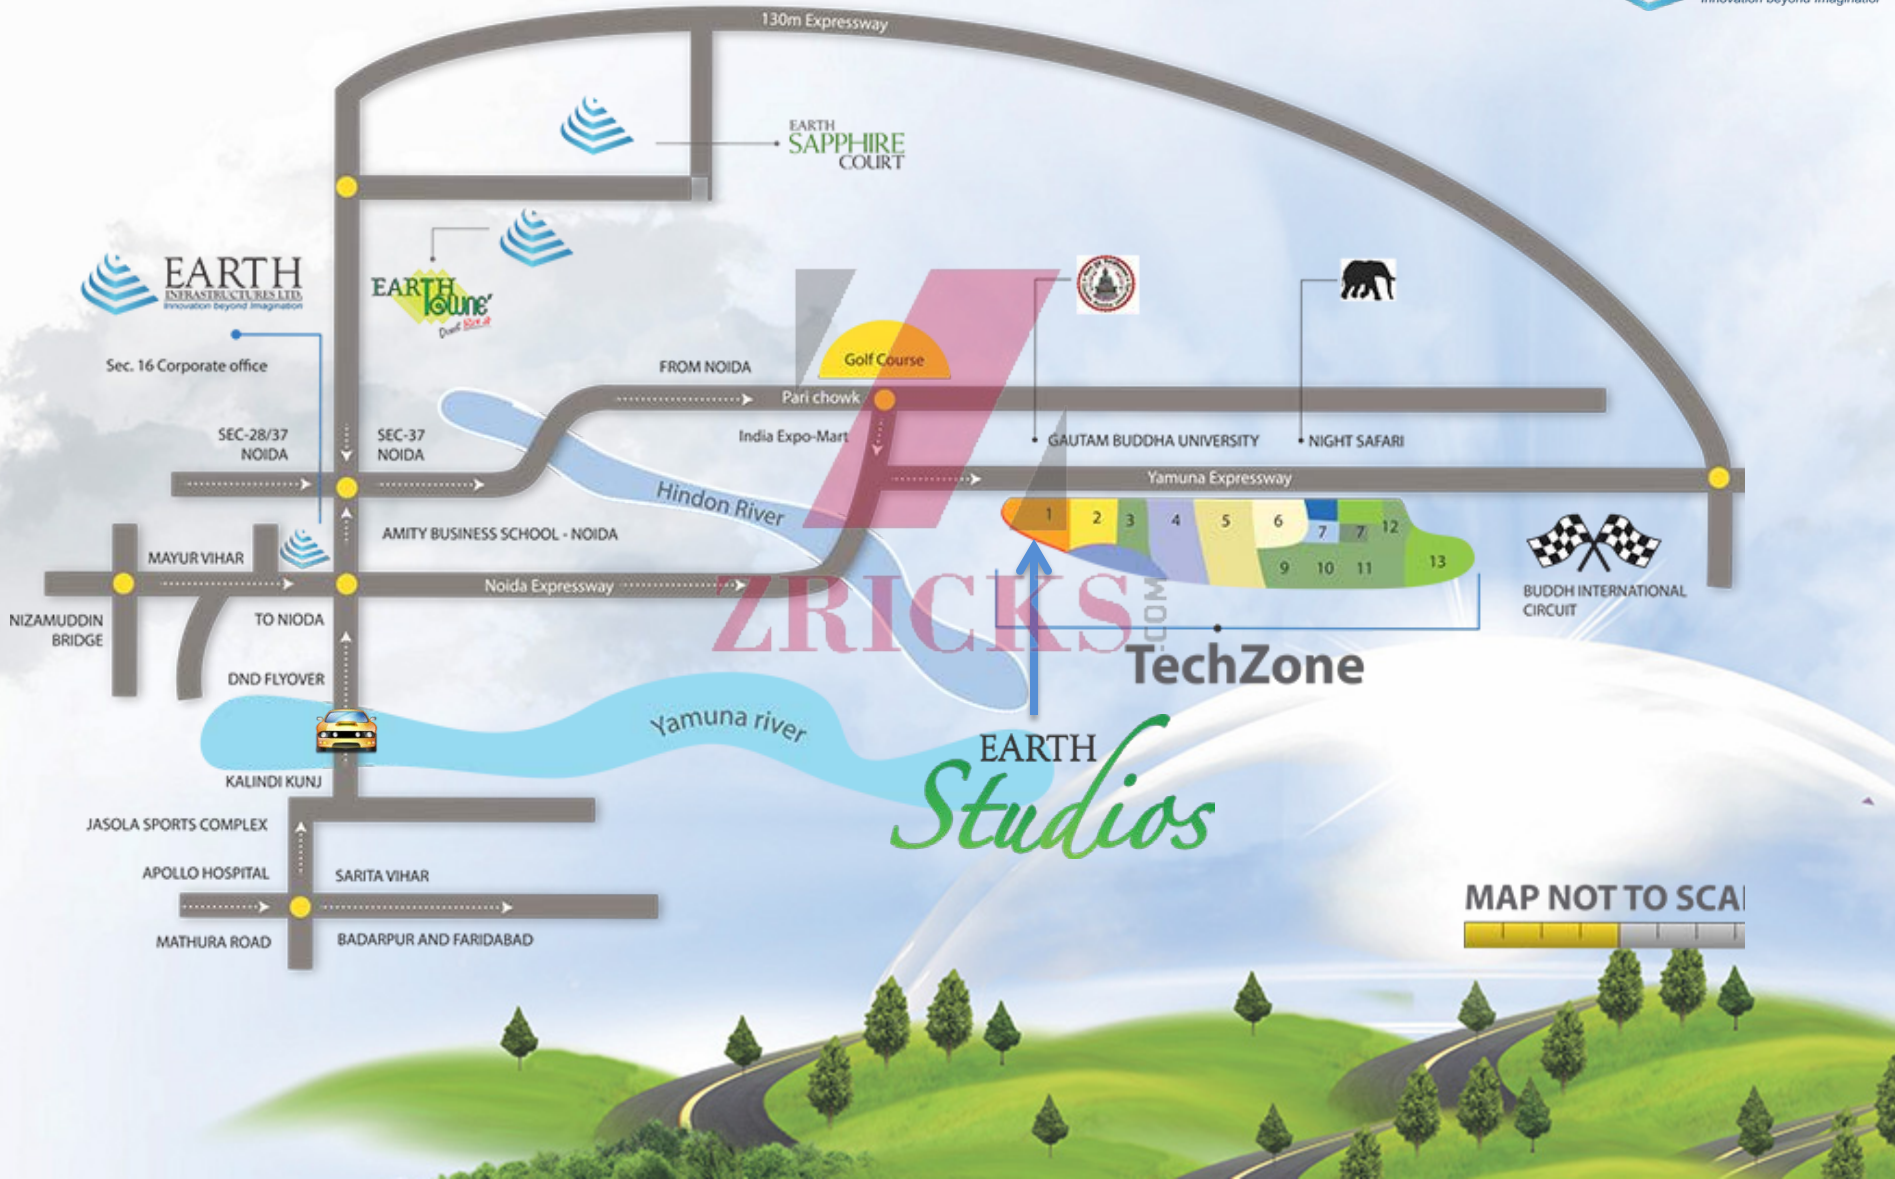 Innovation beyond Imagination
130m Expressway
EARTH
SAPPHIRE
COURT
EARTH
INFRASTRUCTURES LTD.
Innovation beyond Imagination
EARTH
Towne
Sec. 16 Corporate office
FROM NOIDA
Golf Course
Pari chowk
India Expo-Mart
SEC-28/37
NOIDA
SEC-37
NOIDA
GAUTAM BUDDHA UNIVERSITY
NIGHT SAFARI
Yamuna Expressway
Hindon River
1
2
3
4
5
6
7
7
12
9
10
11
13
AMITY BUSINESS SCHOOL - NOIDA
MAYUR VIHAR
Noida Expressway
NIZAMUDDIN
BRIDGE
TO NIODA
BUDDH INTERNATIONAL
CIRCUIT
ZRICKS
.COM
TechZone
DND FLYOVER
Yamuna river
EARTH
Studios
KALINDI KUNJ
JASOLA SPORTS COMPLEX
APOLLO HOSPITAL
SARITA VIHAR
MATHURA ROAD
BADARPUR AND FARIDABAD
MAP NOT TO SCA